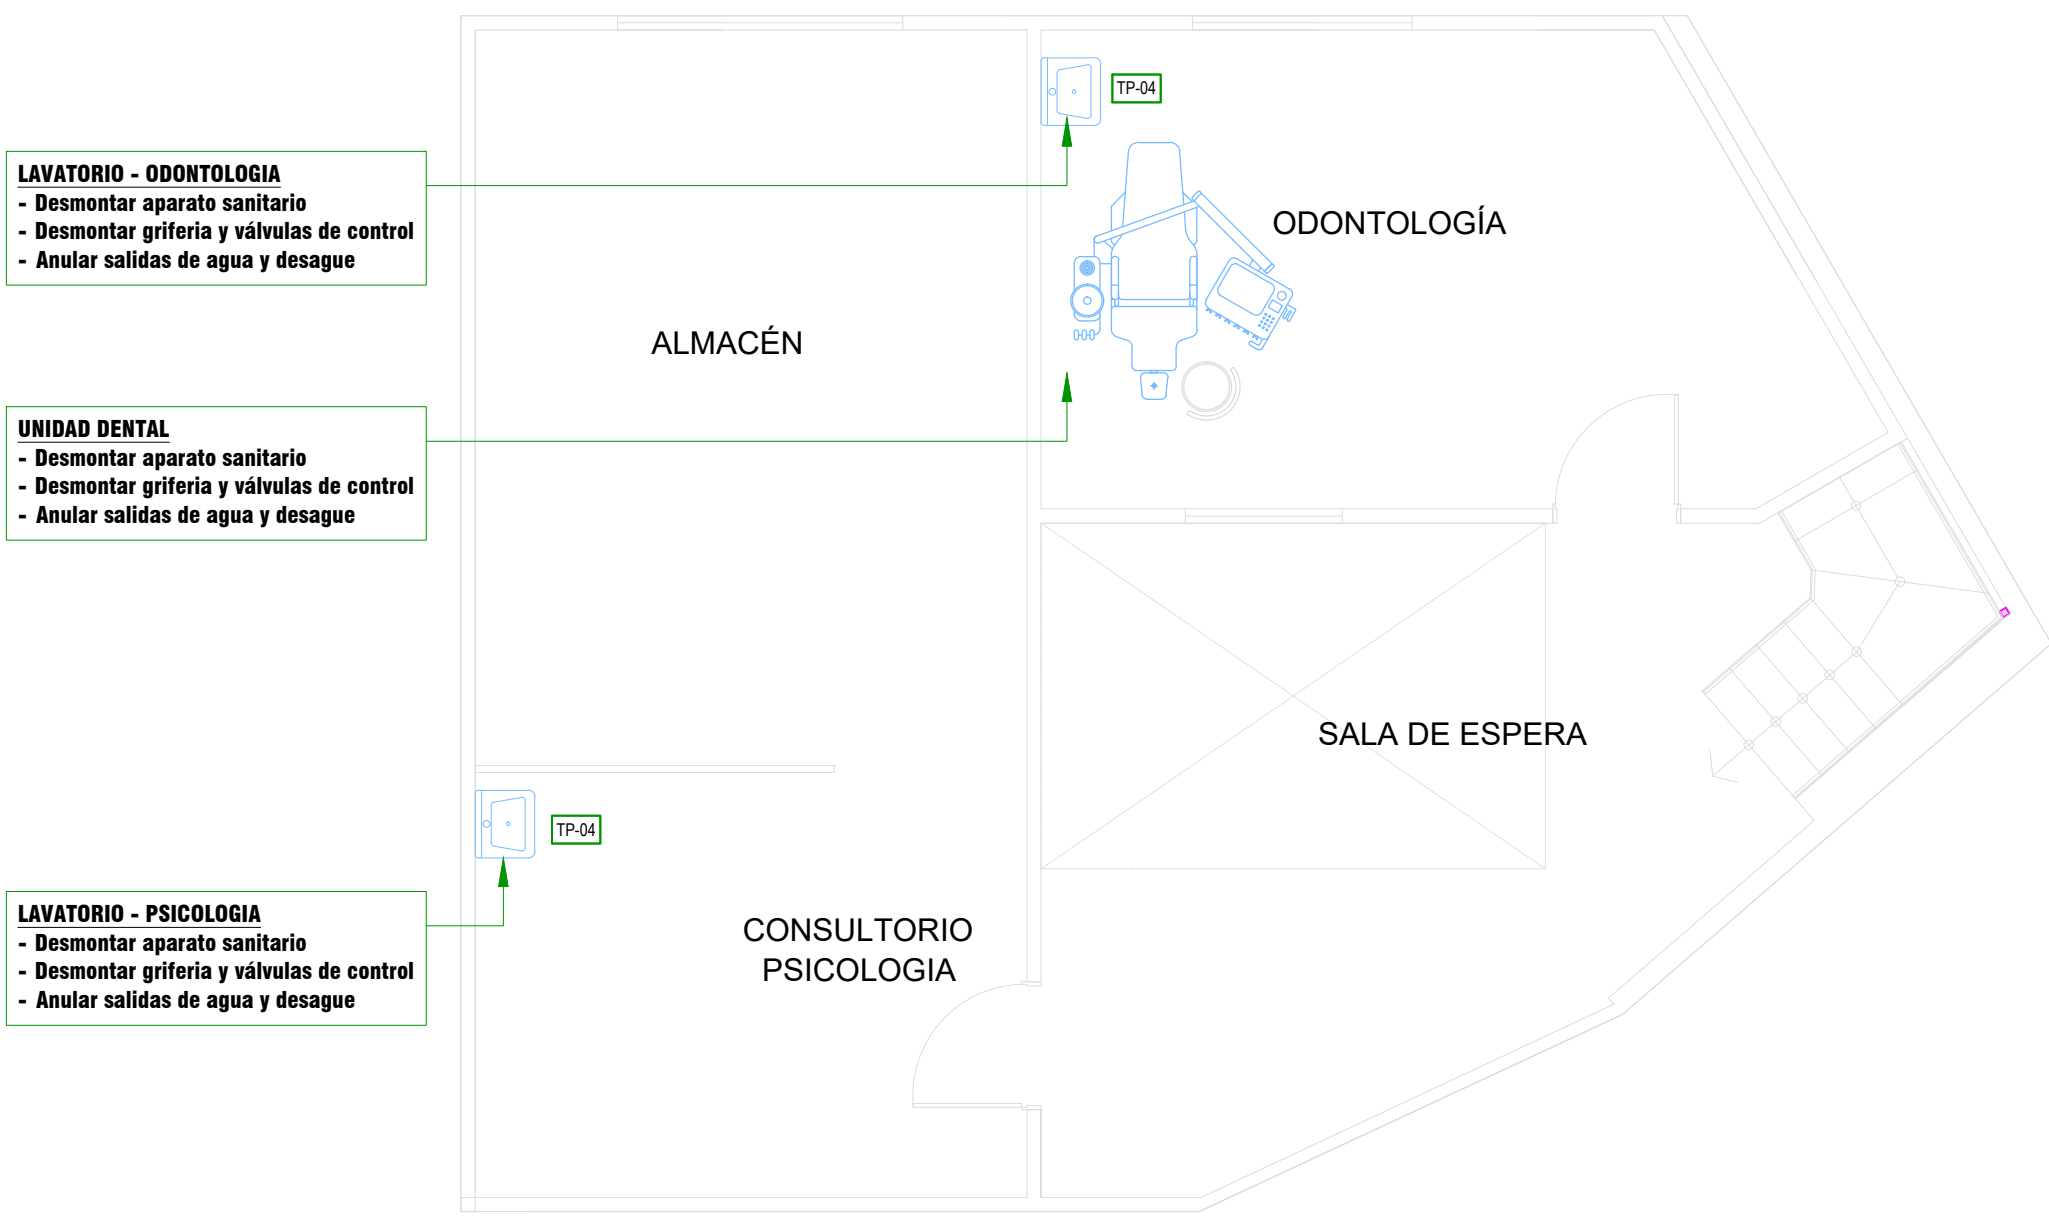 LAVATORIO - ODONTOLOGIA
- Desmontar aparato sanitario
- Desmontar griferia y válvulas de control
- Anular salidas de agua y desague
TP-04
ODONTOLOGÍA
ALMACÉN
UNIDAD DENTAL
- Desmontar aparato sanitario
- Desmontar griferia y válvulas de control
- Anular salidas de agua y desague
SALA DE ESPERA
TP-04
LAVATORIO - PSICOLOGIA
- Desmontar aparato sanitario
- Desmontar griferia y válvulas de control
- Anular salidas de agua y desague
CONSULTORIO
PSICOLOGIA